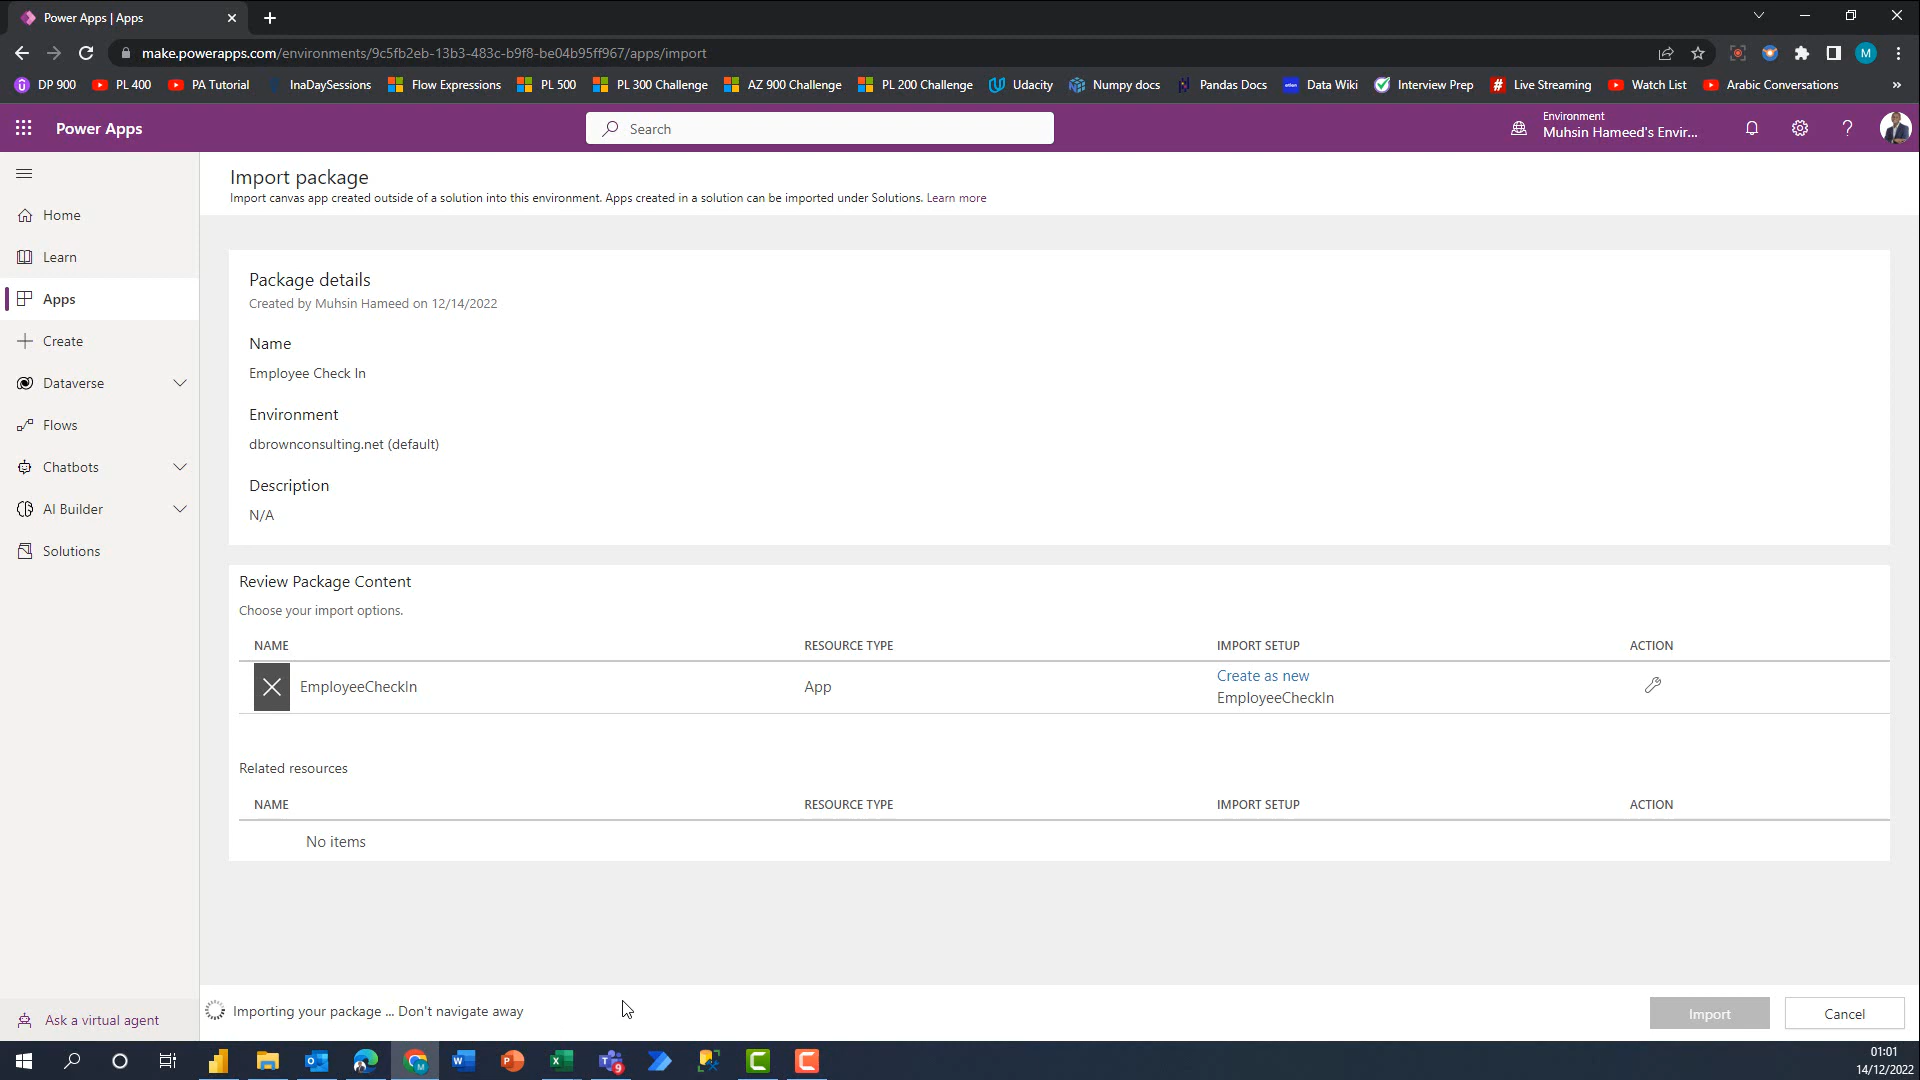 Power Apps | Apps
make.powerapps.com/environments/9c5fb2eb-13b3-483c-b9f8-be04b95ff967/apps/import
M
DP 900
PL 400
PA Tutorial
InaDaySessions
Flow Expressions
PL 500
PL 300 Challenge
AZ 900 Challenge
PL 200 Challenge
Udacity
Numpy docs
Pandas Docs
Data Wiki
Interview Prep
Live Streaming
Watch List
Arabic Conversations
»
Power Apps
Search
Environment
Muhsin Hameed's Envir...
Home
Learn
Apps
Create
Dataverse
Flows
Chatbots
AI Builder
Solutions
Ask a virtual agent
Import package
Import canvas app created outside of a solution into this environment. Apps created in a solution can be imported under Solutions. Learn more
Package details
Created by Muhsin Hameed on 12/14/2022
Name
Employee Check In
Environment
dbrownconsulting.net (default)
Description
N/A
Review Package Content
Choose your import options.
NAME RESOURCE TYPE IMPORT SETUP ACTION
EmployeeCheckIn App Create as new
EmployeeCheckIn
Related resources
NAME RESOURCE TYPE IMPORT SETUP ACTION
No items
Importing your package ... Don't navigate away
Import
Cancel
9
01:01
14/12/2022